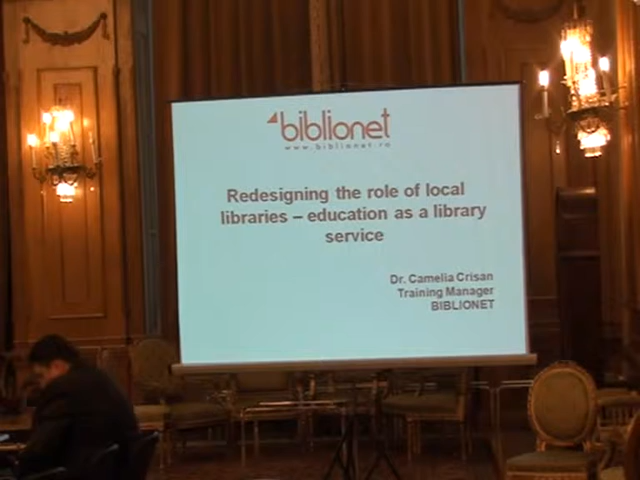 biblionet
www.biblionet.ro
Redesigning the role of local
libraries – education as a library
service
Dr. Camelia Crisan
Training Manager
BIBLIONET